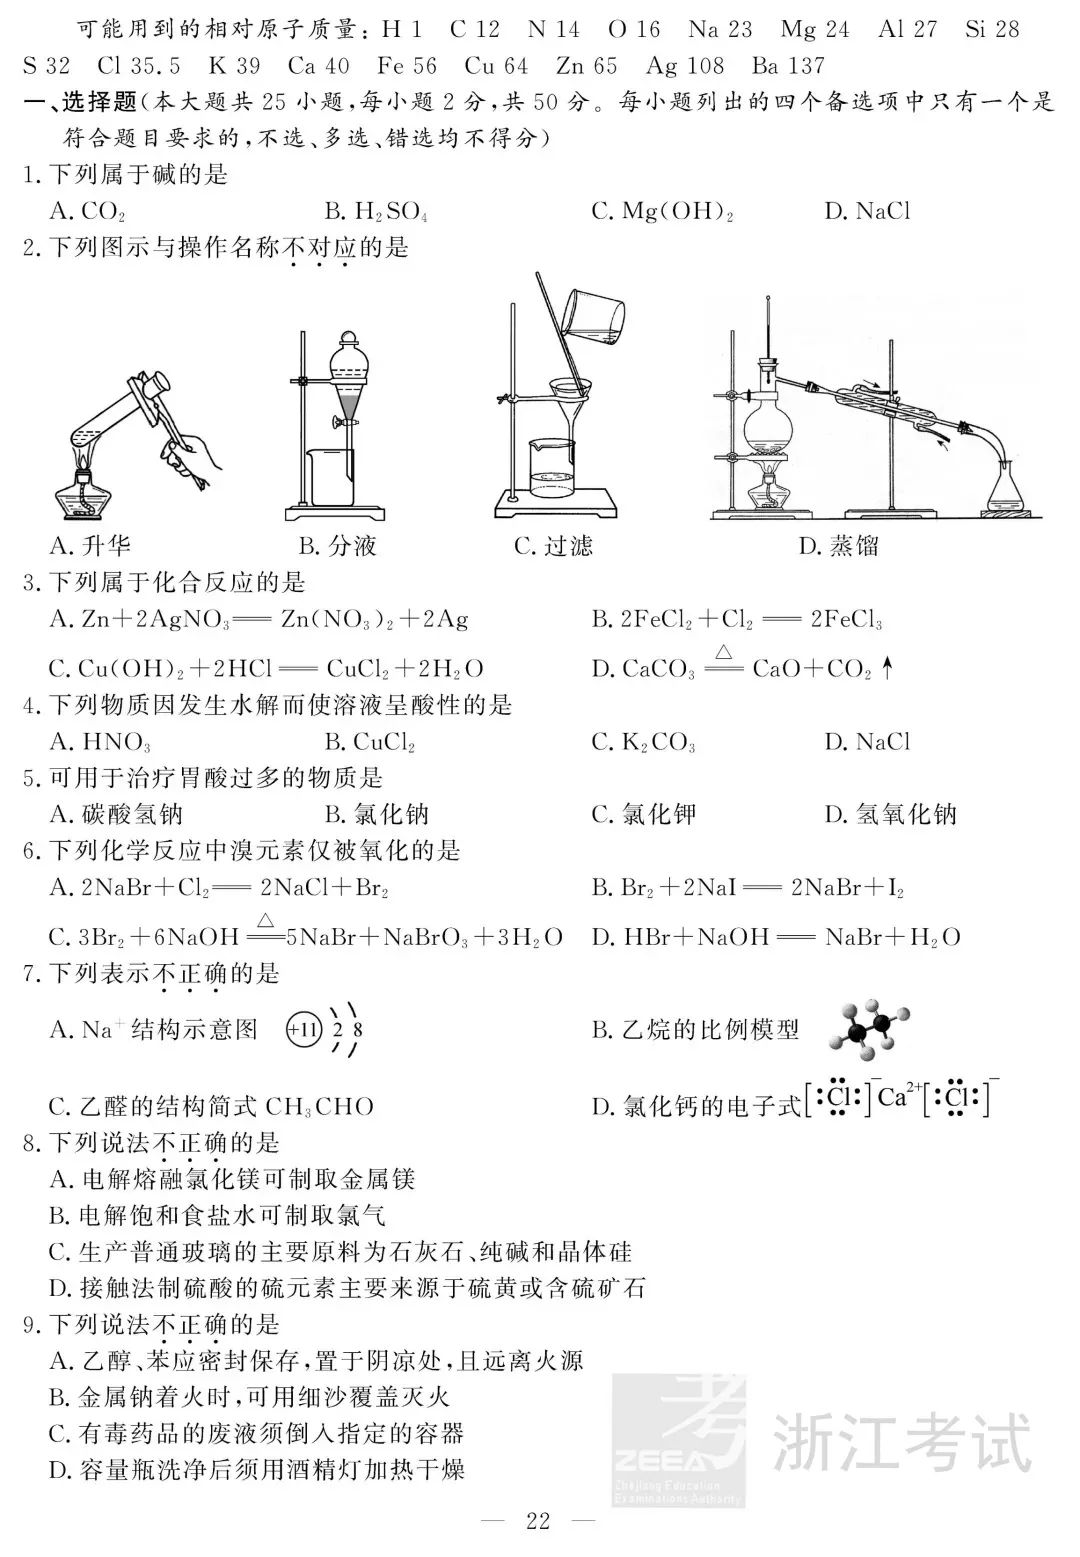 可能用到的相对原子质量: H 1 C 12 N 14 O 16 Na 23 Mg 24 Al 27 Si 28
S 32 Cl 35.5 K 39 Ca 40 Fe 56 Cu 64 Zn 65 Ag 108 Ba 137
一、选择题(本大题共 25 小题,每小题 2 分,共 50 分。每小题列出的四个备选项中只有一个是
符合题目要求的,不选、多选、错选均不得分)
1. 下列属于碱的是
A. CO₂ B. H₂SO₄ C. Mg(OH)₂ D. NaCl
2. 下列图示与操作名称不对应的是
A. 升华 B. 分液 C. 过滤 D. 蒸馏
3. 下列属于化合反应的是
A. Zn+2AgNO₃══Zn(NO₃)₂+2Ag B. 2FeCl₂+Cl₂══2FeCl₃
△
C. Cu(OH)₂+2HCl══CuCl₂+2H₂O D. CaCO₃══CaO+CO₂↑
4. 下列物质因发生水解而使溶液呈酸性的是
A. HNO₃ B. CuCl₂ C. K₂CO₃ D. NaCl
5. 可用于治疗胃酸过多的物质是
A. 碳酸氢钠 B. 氯化钠 C. 氯化钾 D. 氢氧化钠
6. 下列化学反应中溴元素仅被氧化的是
A. 2NaBr+Cl₂══2NaCl+Br₂ B. Br₂+2NaI══2NaBr+I₂
△
C. 3Br₂+6NaOH══5NaBr+NaBrO₃+3H₂O D. HBr+NaOH══NaBr+H₂O
7. 下列表示不正确的是
A. Na⁺结构示意图 +11 2 8 B. 乙烷的比例模型
C. 乙醛的结构简式 CH₃CHO D. 氯化钙的电子式[:Cl:]⁻Ca²⁺[:Cl:]⁻
8. 下列说法不正确的是
A. 电解熔融氯化镁可制取金属镁
B. 电解饱和食盐水可制取氯气
C. 生产普通玻璃的主要原料为石灰石、纯碱和晶体硅
D. 接触法制硫酸的硫元素主要来源于硫黄或含硫矿石
9. 下列说法不正确的是
A. 乙醇、苯应密封保存,置于阴凉处,且远离火源
B. 金属钠着火时,可用细沙覆盖灭火
C. 有毒药品的废液须倒入指定的容器
D. 容量瓶洗净后须用酒精灯加热干燥
考
ZEEA
Zhejiang Education
Examinations Authority
浙江考试
— 22 —